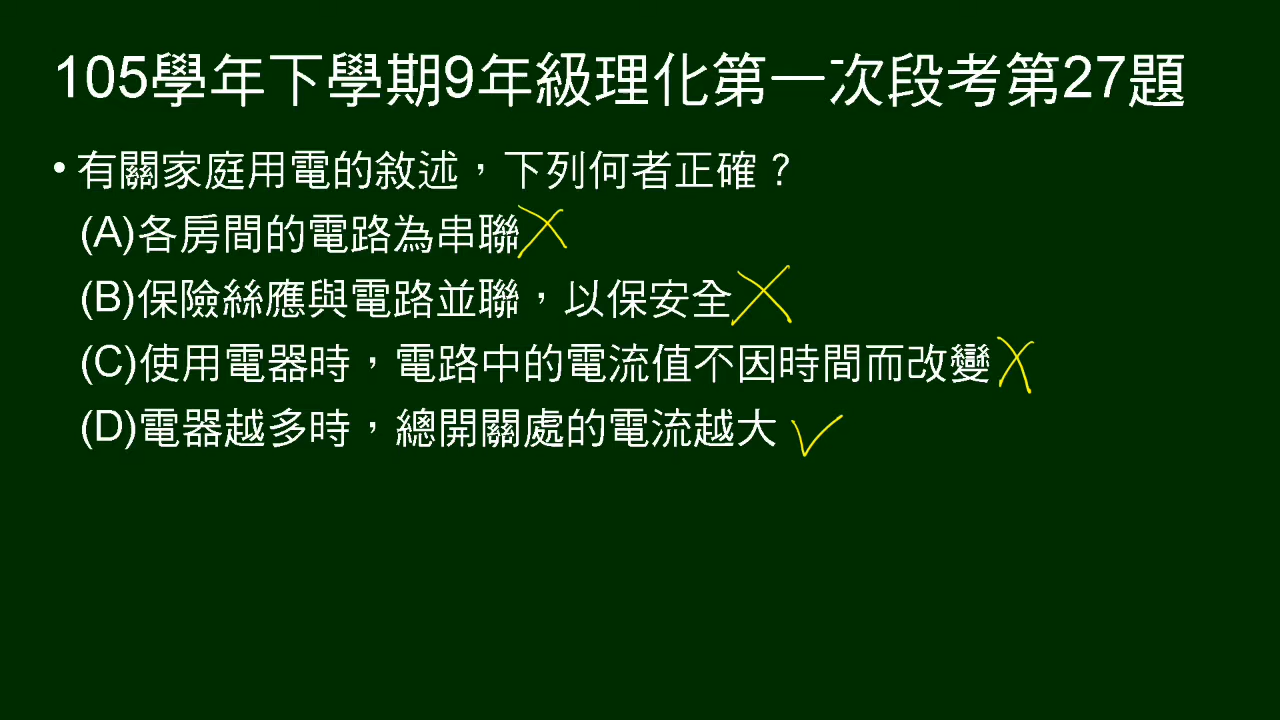 105學年下學期9年級理化第一次段考第27題
•有關家庭用電的敘述，下列何者正確？
(A)各房間的電路為串聯
(B)保險絲應與電路並聯，以保安全
(C)使用電器時，電路中的電流值不因時間而改變
(D)電器越多時，總開關處的電流越大